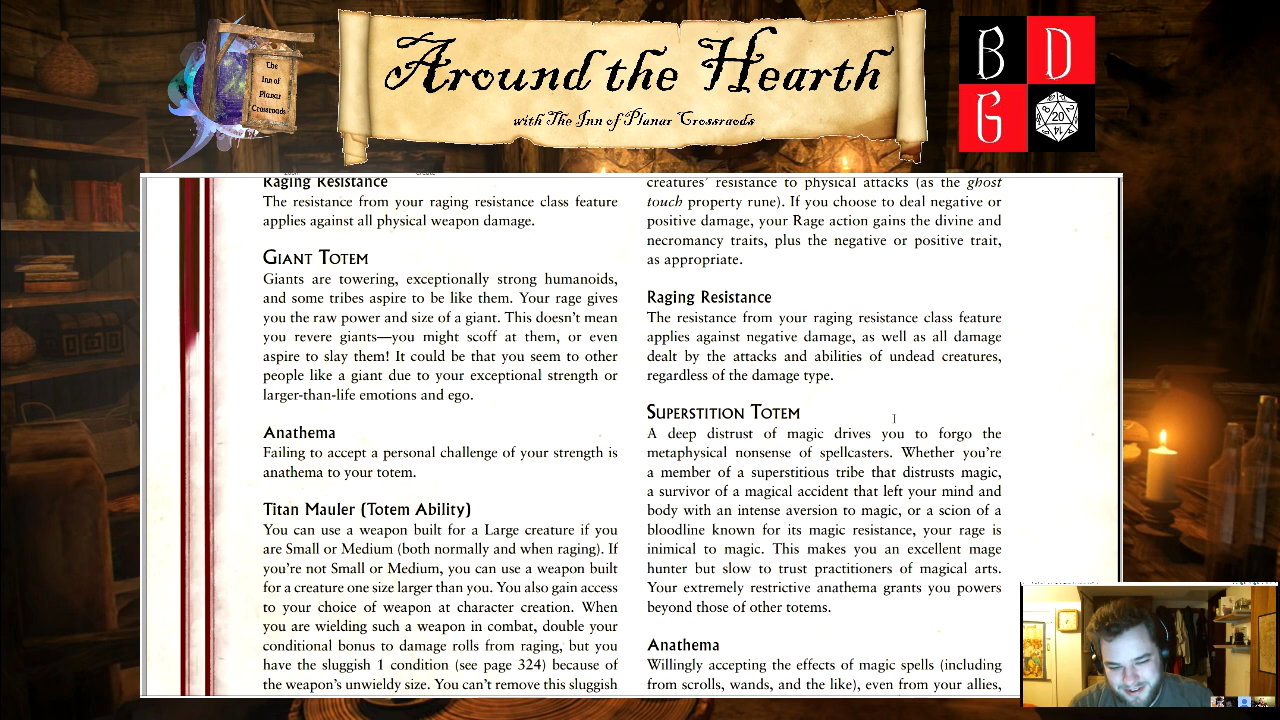 The
Inn of
Planar
Crossroads
Around the Hearth
with The Inn of Planar Crossroads
B D
G 20
Raging Resistance
The resistance from your raging resistance class feature
applies against all physical weapon damage.
GIANT TOTEM
Giants are towering, exceptionally strong humanoids,
and some tribes aspire to be like them. Your rage gives
you the raw power and size of a giant. This doesn't mean
you revere giants—you might scoff at them, or even
aspire to slay them! It could be that you seem to other
people like a giant due to your exceptional strength or
larger-than-life emotions and ego.
Anathema
Failing to accept a personal challenge of your strength is
anathema to your totem.
Titan Mauler (Totem Ability)
You can use a weapon built for a Large creature if you
are Small or Medium (both normally and when raging). If
you're not Small or Medium, you can use a weapon built
for a creature one size larger than you. You also gain access
to your choice of weapon at character creation. When
you are wielding such a weapon in combat, double your
conditional bonus to damage rolls from raging, but you
have the sluggish 1 condition (see page 324) because of
the weapon's unwieldy size. You can't remove this sluggish
creatures' resistance to physical attacks (as the ghost
touch property rune). If you choose to deal negative or
positive damage, your Rage action gains the divine and
necromancy traits, plus the negative or positive trait,
as appropriate.
Raging Resistance
The resistance from your raging resistance class feature
applies against negative damage, as well as all damage
dealt by the attacks and abilities of undead creatures,
regardless of the damage type.
SUPERSTITION TOTEM
A deep distrust of magic drives you to forgo the
metaphysical nonsense of spellcasters. Whether you're
a member of a superstitious tribe that distrusts magic,
a survivor of a magical accident that left your mind and
body with an intense aversion to magic, or a scion of a
bloodline known for its magic resistance, your rage is
inimical to magic. This makes you an excellent mage
hunter but slow to trust practitioners of magical arts.
Your extremely restrictive anathema grants you powers
beyond those of other totems.
Anathema
Willingly accepting the effects of magic spells (including
from scrolls, wands, and the like), even from your allies,